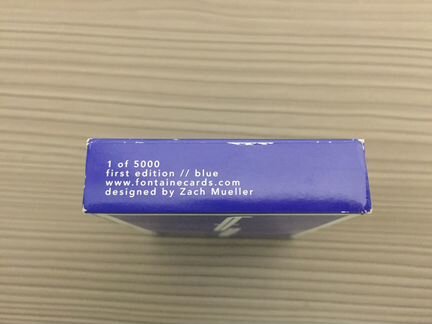 1 of 5000
first edition // blue
www.fontainecards.com
designed by Zach Mueller